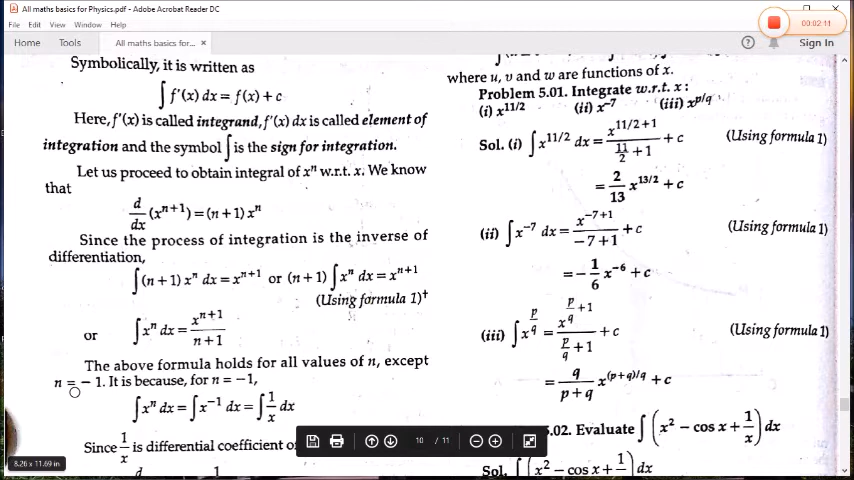 All maths basics for Physics.pdf - Adobe Acrobat Reader DC
File Edit View Window Help
00:02:11
Home Tools All maths basics for... × Sign In
Symbolically, it is written as
∫ f'(x) dx = f(x) + c
Here, f'(x) is called integrand, f'(x) dx is called element of
integration and the symbol ∫ is the sign for integration.
Let us proceed to obtain integral of xⁿ w.r.t. x. We know
that
d/dx (xⁿ⁺¹) = (n + 1) xⁿ
Since the process of integration is the inverse of
differentiation,
∫ (n + 1) xⁿ dx = xⁿ⁺¹ or (n + 1) ∫ xⁿ dx = xⁿ⁺¹
(Using formula 1)†
or ∫ xⁿ dx = xⁿ⁺¹/(n + 1)
The above formula holds for all values of n, except
n = – 1. It is because, for n = –1,
∫ xⁿ dx = ∫ x⁻¹ dx = ∫ 1/x dx
Since 1/x is differential coefficient
d 1
where u, v and w are functions of x.
Problem 5.01. Integrate w.r.t. x :
(i) x^(11/2) (ii) x⁻⁷ (iii) x^(p/q)
Sol. (i) ∫ x^(11/2) dx = x^(11/2+1)/(11/2 + 1) + c (Using formula 1)
= 2/13 x^(13/2) + c
(ii) ∫ x⁻⁷ dx = x^(–7+1)/(– 7 + 1) + c (Using formula 1)
= – 1/6 x⁻⁶ + c
(iii) ∫ x^(p/q) = x^(p/q + 1)/(p/q + 1) + c (Using formula 1)
= q/(p + q) x^((p+q)/q) + c
5.02. Evaluate ∫ (x² – cos x + 1/x) dx
Sol. ∫ (x² – cos x + 1/x) dx
10 / 11
8.26 x 11.69 in